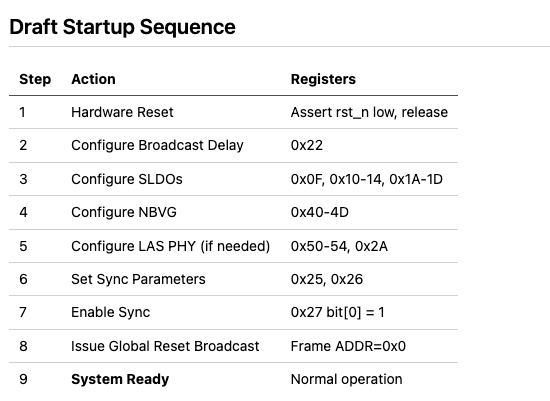 Draft Startup Sequence
Step Action Registers
1 Hardware Reset Assert rst_n low, release
2 Configure Broadcast Delay 0x22
3 Configure SLDOs 0x0F, 0x10-14, 0x1A-1D
4 Configure NBVG 0x40-4D
5 Configure LAS PHY (if needed) 0x50-54, 0x2A
6 Set Sync Parameters 0x25, 0x26
7 Enable Sync 0x27 bit[0] = 1
8 Issue Global Reset Broadcast Frame ADDR=0x0
9 System Ready Normal operation